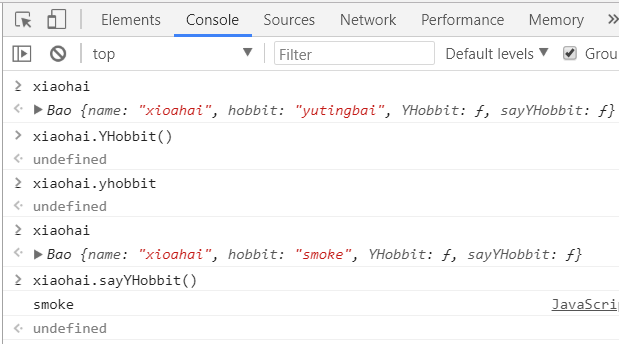 Elements Console Sources Network Performance Memory »
top Filter Default levels Grou
> xiaohai
Bao {name: "xioahai", hobbit: "yutingbai", YHobbit: ƒ, sayYHobbit: ƒ}
> xiaohai.YHobbit()
undefined
> xiaohai.yhobbit
undefined
> xiaohai
Bao {name: "xioahai", hobbit: "smoke", YHobbit: ƒ, sayYHobbit: ƒ}
> xiaohai.sayYHobbit()
smoke JavaScrip
undefined